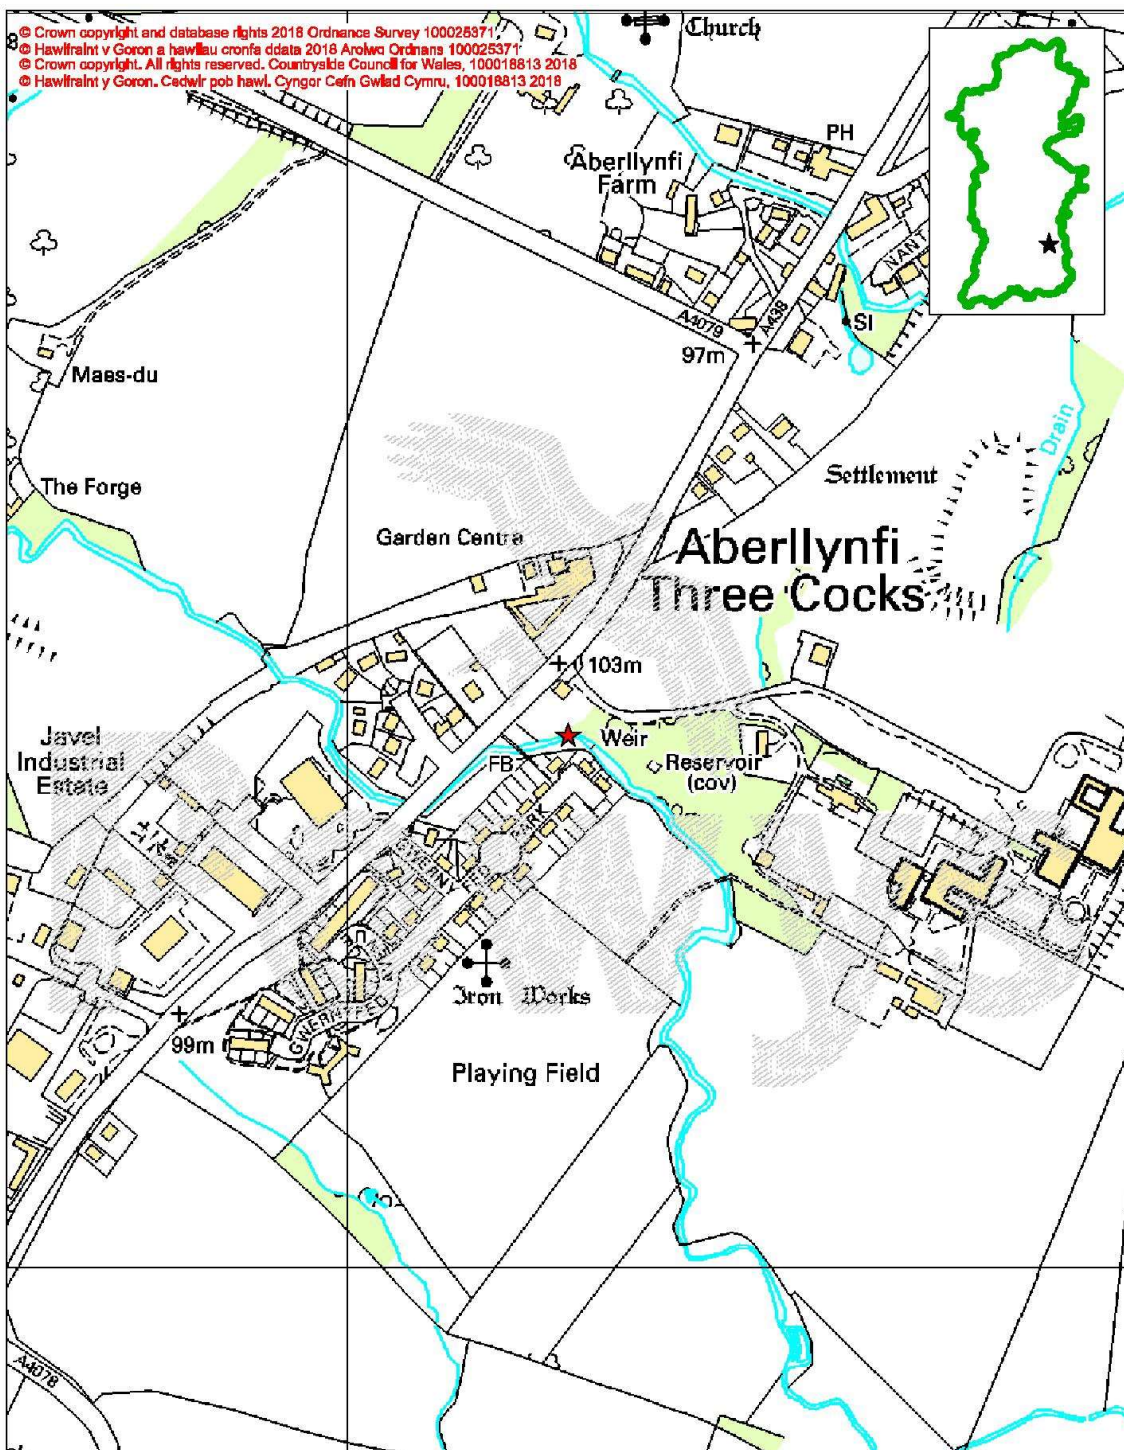 © Crown copyright and database rights 2018 Ordnance Survey 100025371
© Hawlfraint y Goron a hawliau cronfa ddata 2018 Arolwg Ordnans 100025371
© Crown copyright. All rights reserved. Countryside Council for Wales, 100018813 2018
© Hawlfraint y Goron. Cedwir pob hawl. Cyngor Cefn Gwlad Cymru, 100018813 2018
Church
PH
Aberllynfi
Farm
NANT
A4079
A438
SI
97m
Maes-du
Drain
Settlement
The Forge
Garden Centre
Aberllynfi
Three Cocks
103m
Weir
Javel
Industrial
Estate
FB
Reservoir
(cov)
PARK
Iron Works
99m
Playing Field
A4078
Powys